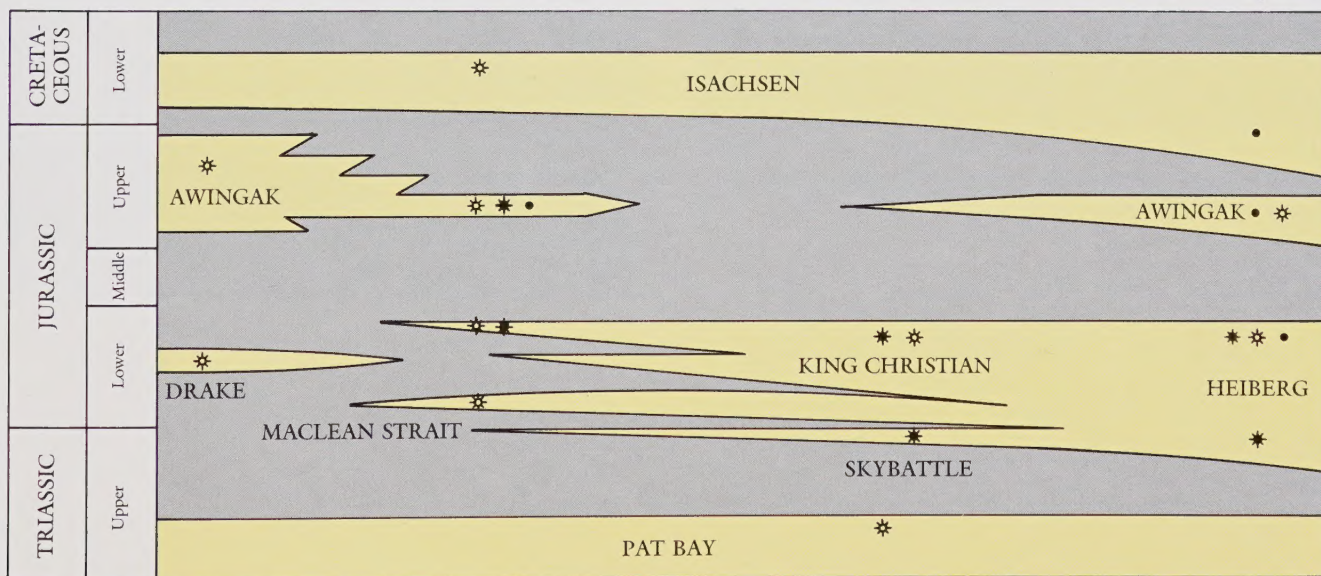 CRETA-
CEOUS
Lower
ISACHSEN
JURASSIC
Upper
AWINGAK
AWINGAK
Middle
Lower
KING CHRISTIAN
DRAKE
HEIBERG
MACLEAN STRAIT
SKYBATTLE
TRIASSIC
Upper
PAT BAY